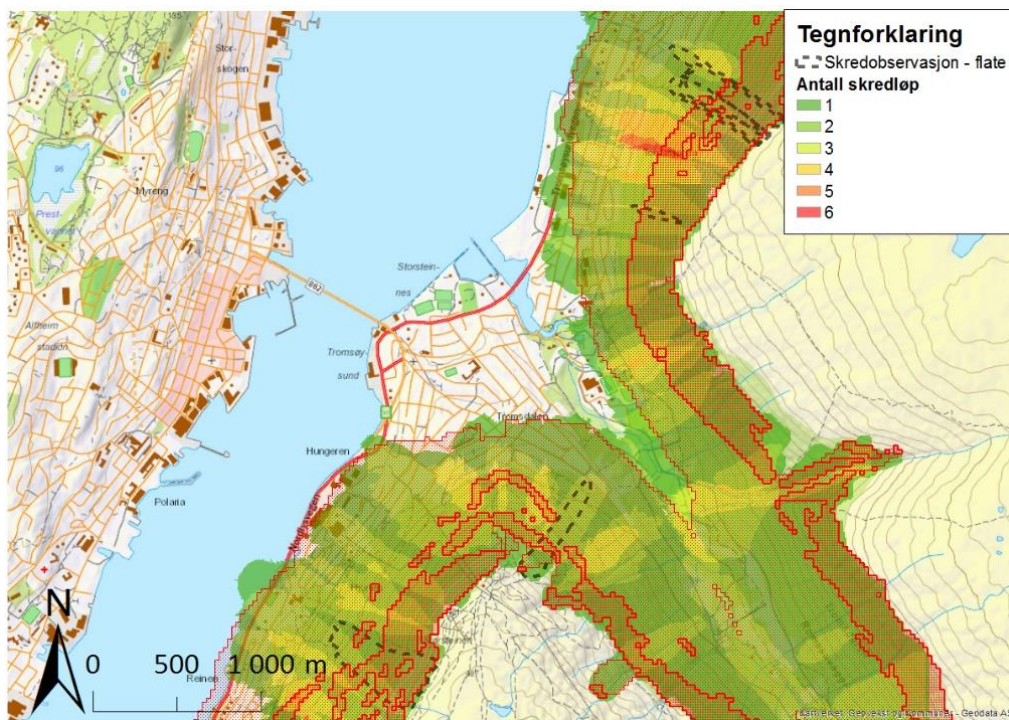 Tegnforklaring
Skredobservasjon - flate
Antall skredløp
1
2
3
4
5
6
135
Stor-
skogen
96
Myreng
Prest-
vannet
862
Storstein-
nes
Alfheim
stadion
Tromsøy-
sund
Tromsdalen
Hungeren
Polaria
N
0 500 1 000 m
Reinen